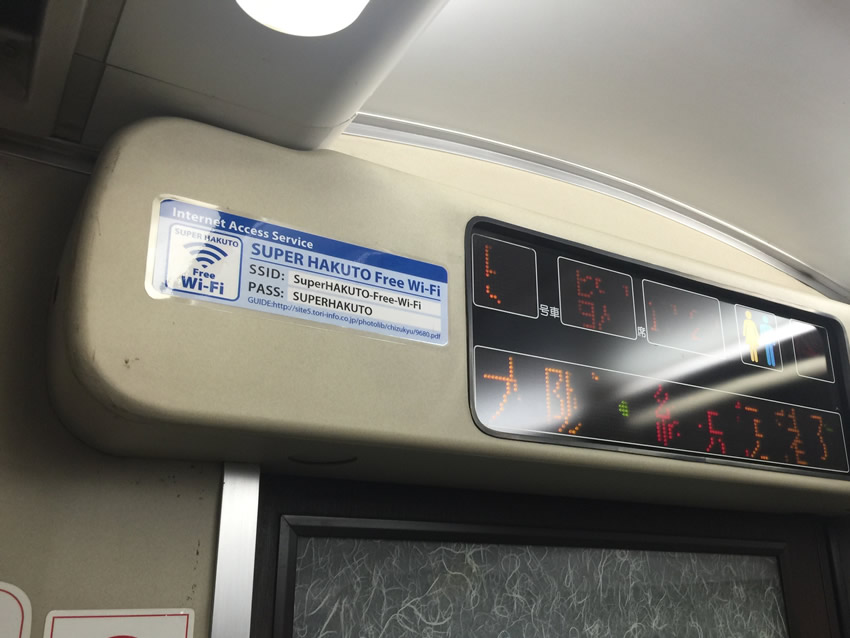 Internet Access Service
SUPER HAKUTO
Free
Wi-Fi
SUPER HAKUTO Free Wi-Fi
SSID: SuperHAKUTO-Free-Wi-Fi
PASS: SUPERHAKUTO
GUIDE:http://site5.tori-info.co.jp/photolib/chizukyu/9680.pdf
号車
席